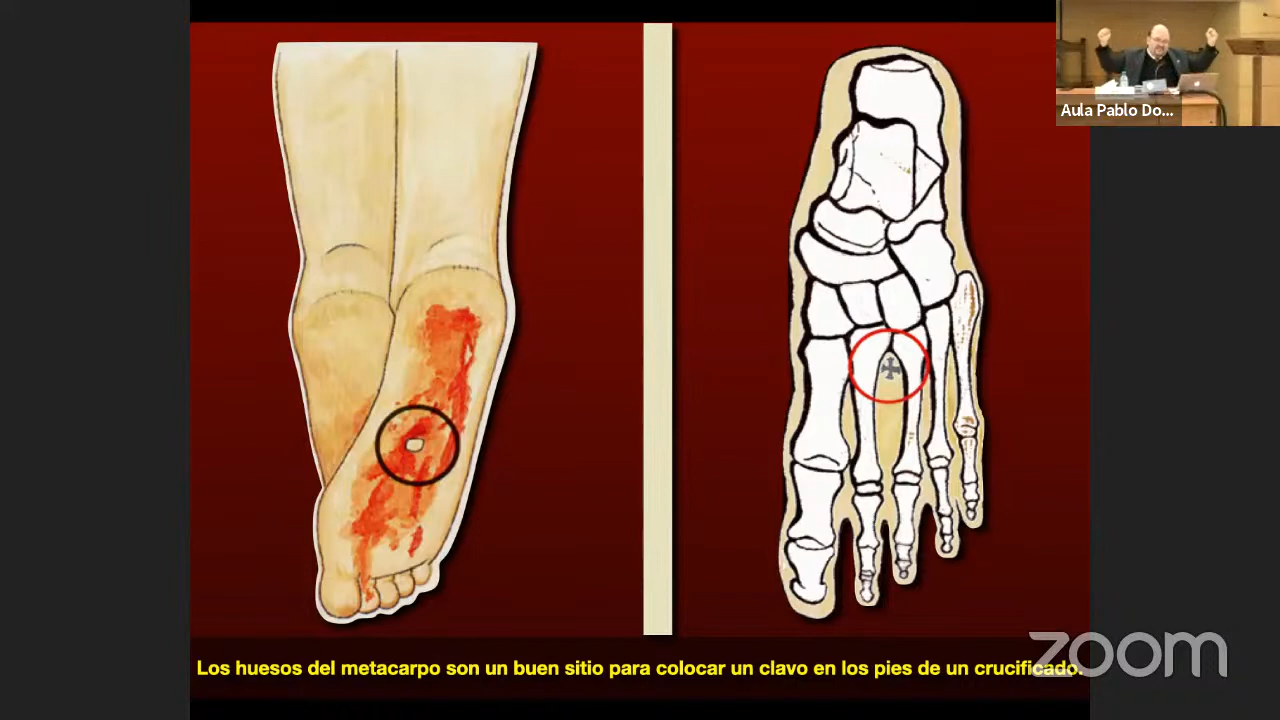 Aula Pablo Do...
Los huesos del metacarpo son un buen sitio para colocar un clavo en los pies de un crucificado.
zoom